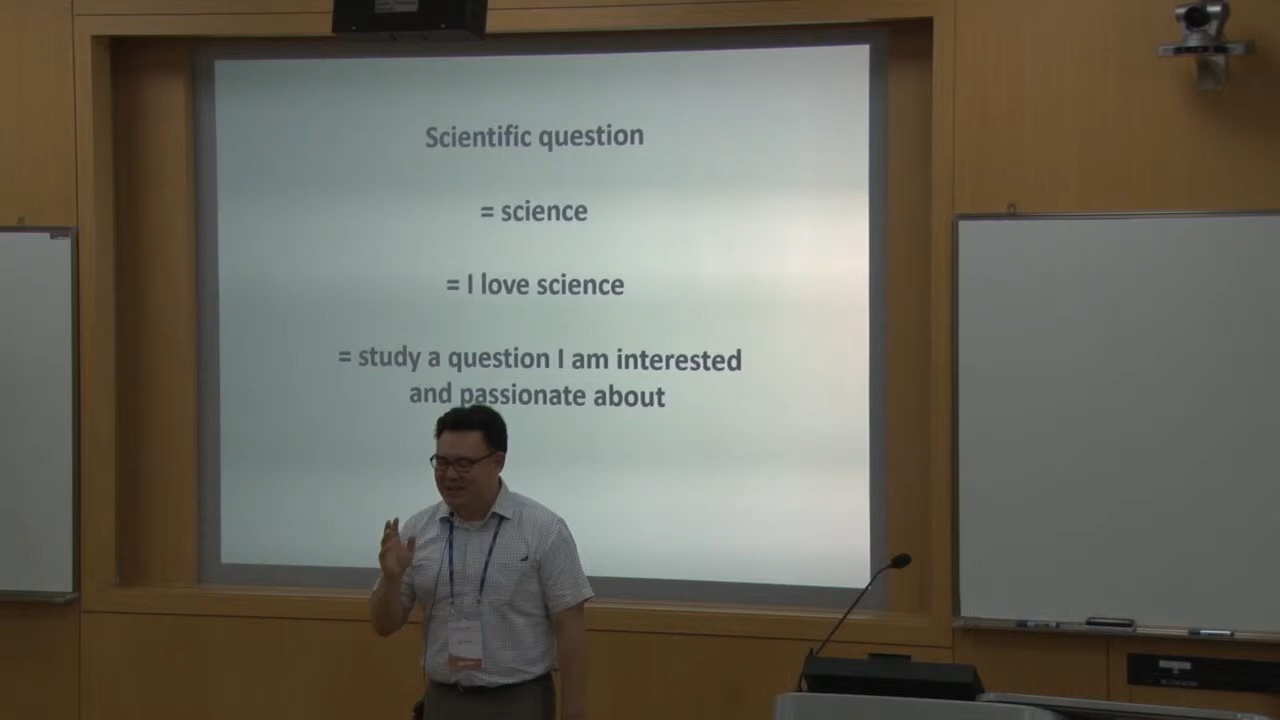 Scientific question
= science
= I love science
= study a question I am interested
and passionate about